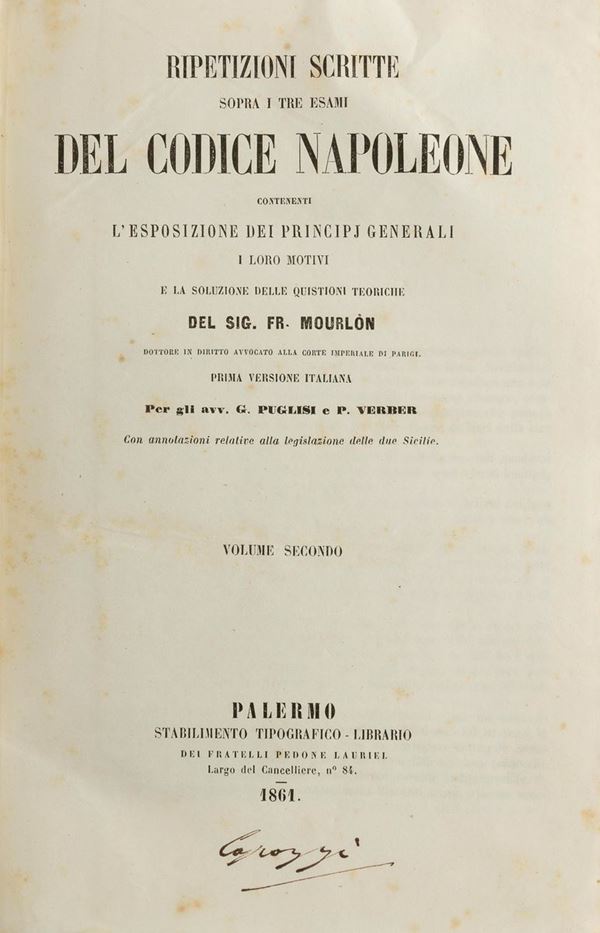 RIPETIZIONI SCRITTE
SOPRA I TRE ESAMI
DEL CODICE NAPOLEONE
CONTENENTI
L'ESPOSIZIONE DEI PRINCIPJ GENERALI
I LORO MOTIVI
E LA SOLUZIONE DELLE QUISTIONI TEORICHE
DEL SIG. FR. MOURLÒN
DOTTORE IN DIRITTO AVVOCATO ALLA CORTE IMPERIALE DI PARIGI.
PRIMA VERSIONE ITALIANA
Per gli avv. G. PUGLISI e P. VERBER
Con annotazioni relative alla legislazione delle due Sicilie.
VOLUME SECONDO
PALERMO
STABILIMENTO TIPOGRAFICO-LIBRARIO
DEI FRATELLI PEDONE LAURIEL
Largo del Cancelliere, nº 84.
1861.
Carozzi